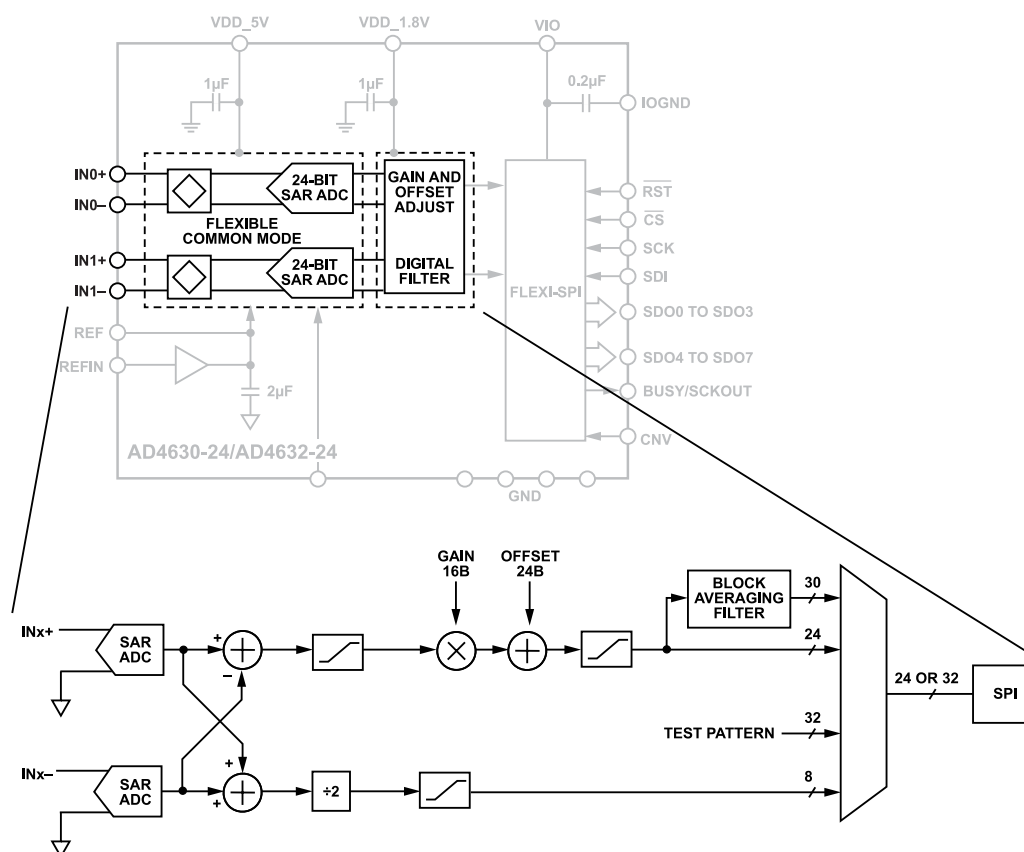 VDD_5V
VDD_1.8V
VIO
1µF
1µF
0.2µF
IOGND
IN0+
IN0–
24-BIT
SAR ADC
FLEXIBLE
COMMON MODE
GAIN AND
OFFSET
ADJUST
IN1+
IN1–
24-BIT
SAR ADC
DIGITAL
FILTER
FLEXI-SPI
RST
CS
SCK
SDI
SDO0 TO SDO3
SDO4 TO SDO7
BUSY/SCKOUT
CNV
REF
REFIN
2µF
AD4630-24/AD4632-24
GND
GAIN
16B
OFFSET
24B
BLOCK
AVERAGING
FILTER
30
INx+
SAR
ADC
+
–
24
24 OR 32
SPI
TEST PATTERN
32
INx–
SAR
ADC
+
+
÷2
8